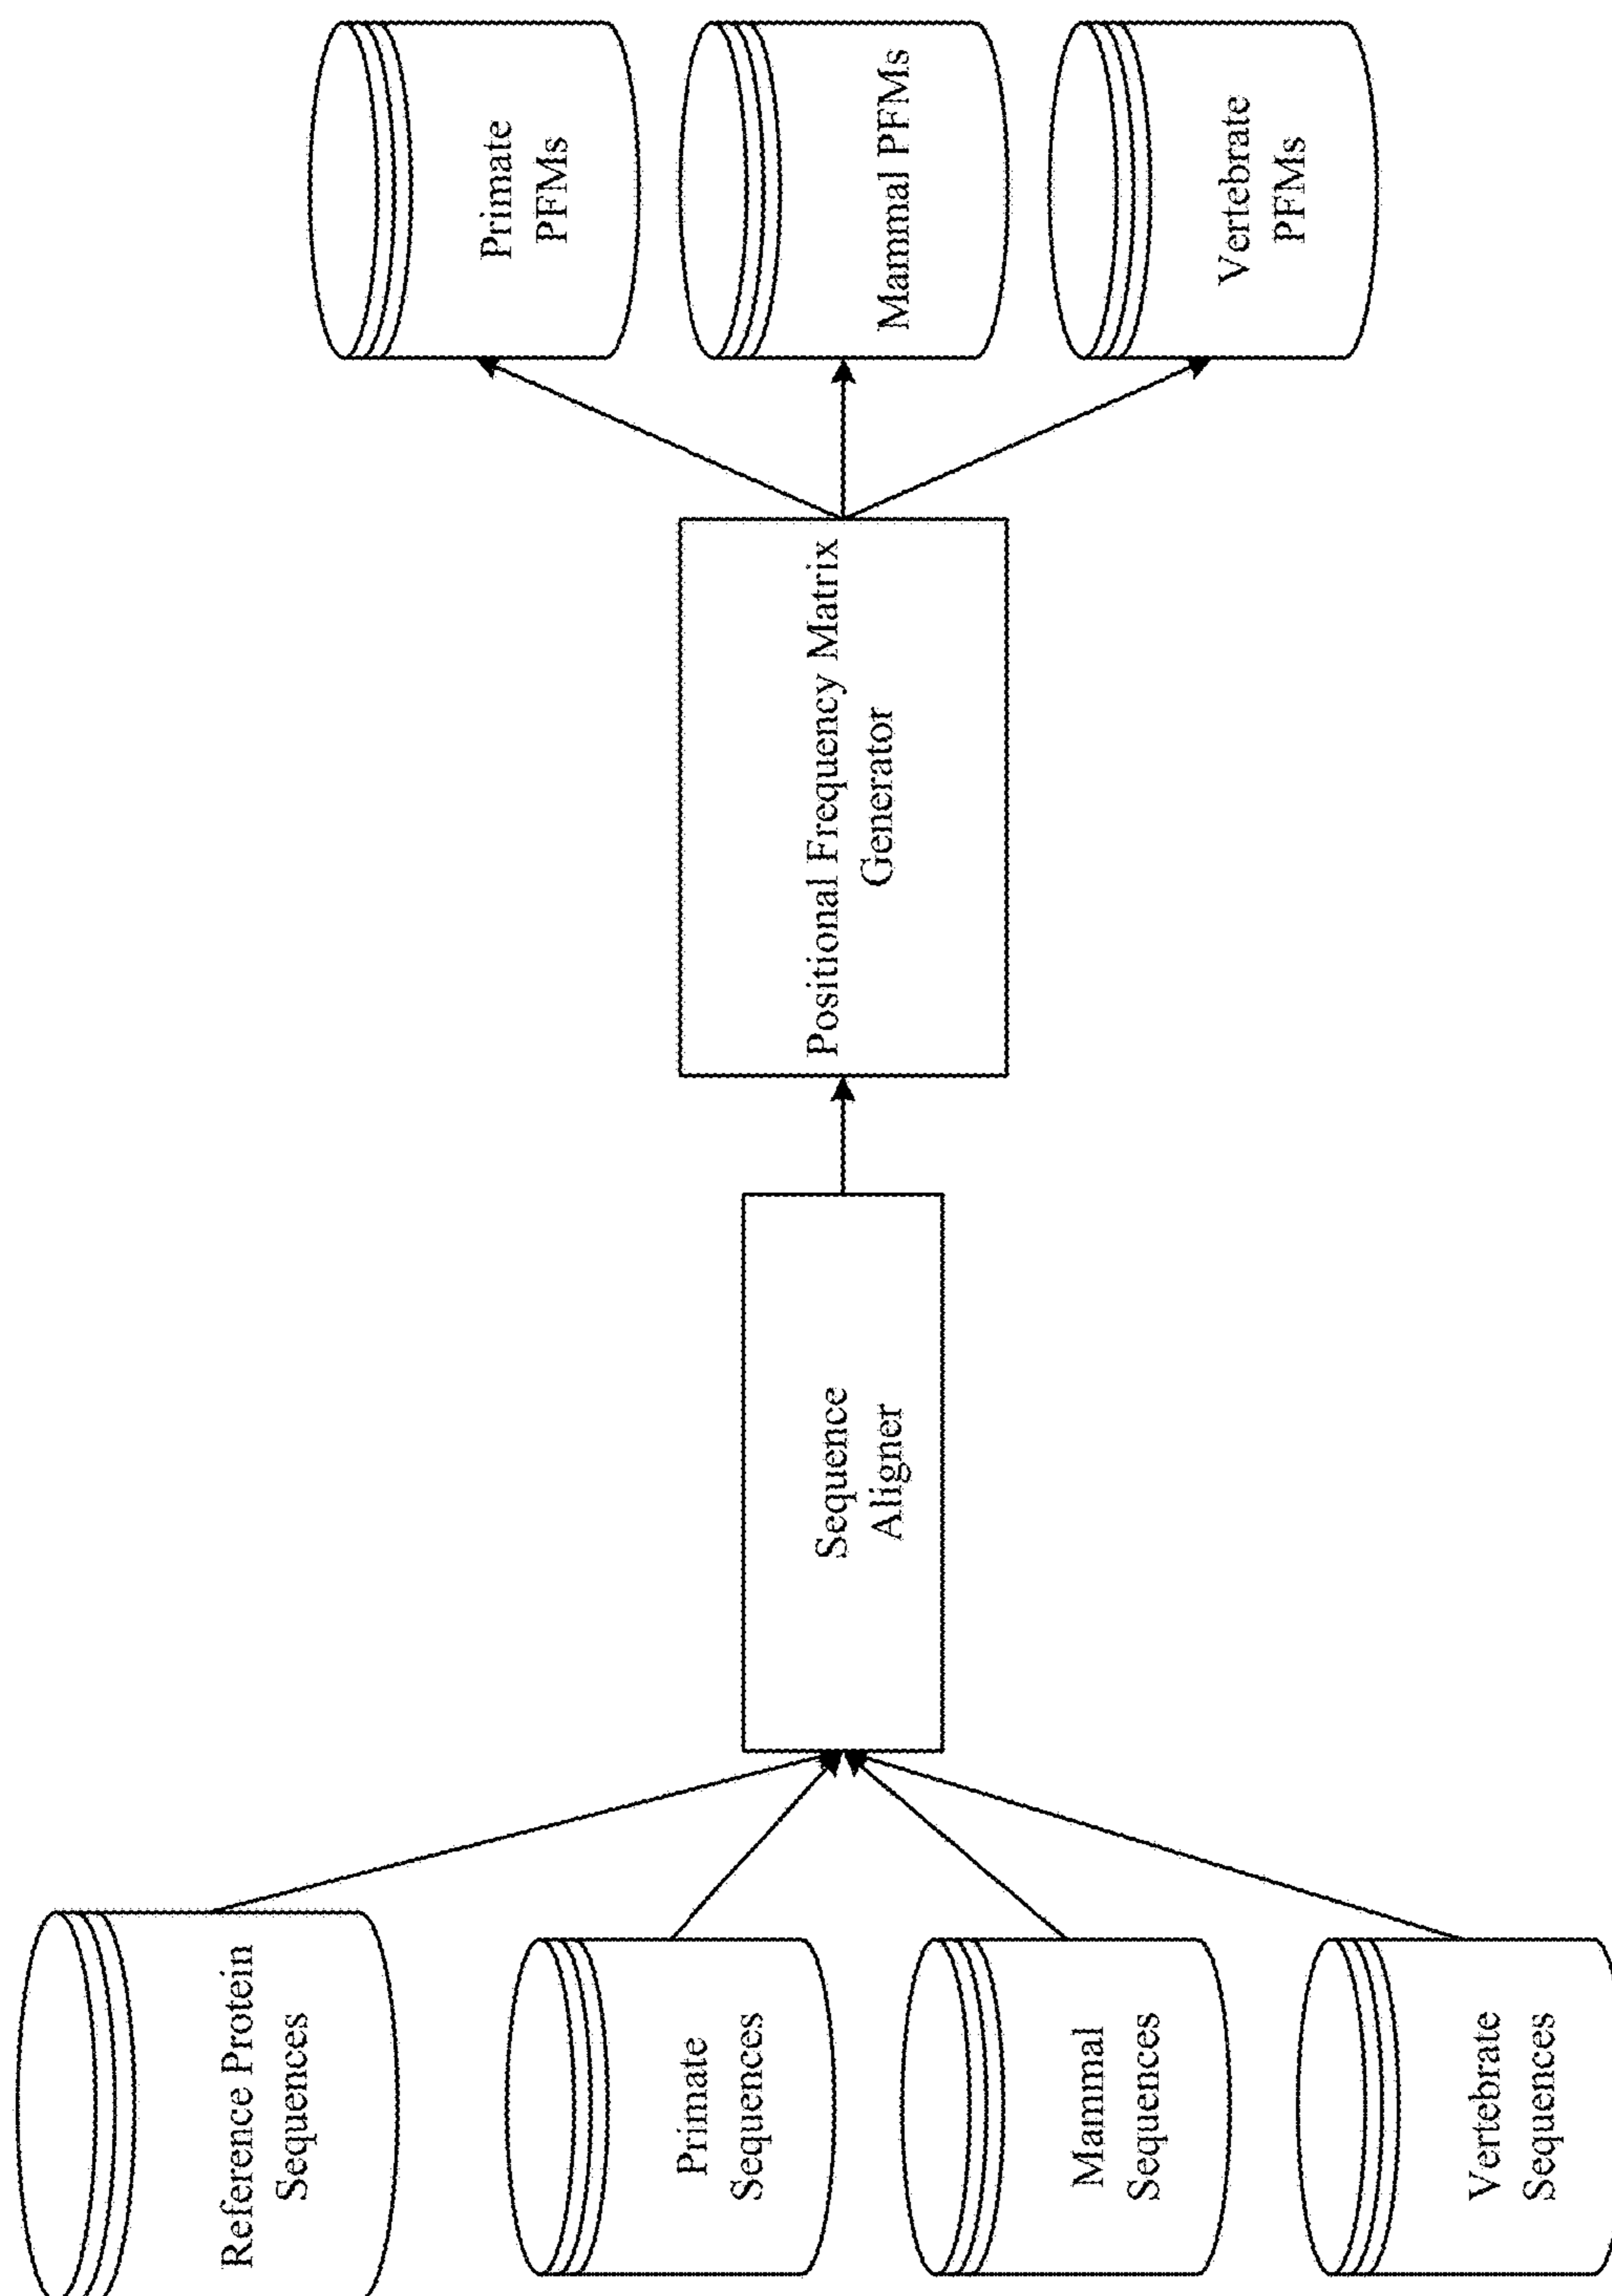 Reference Protein
Sequences
Primate
Sequences
Mammal
Sequences
Vertebrate
Sequences
Sequence
Aligner
Positional Frequency Matrix
Generator
Primate
PFMs
Mammal PFMs
Vertebrate
PFMs